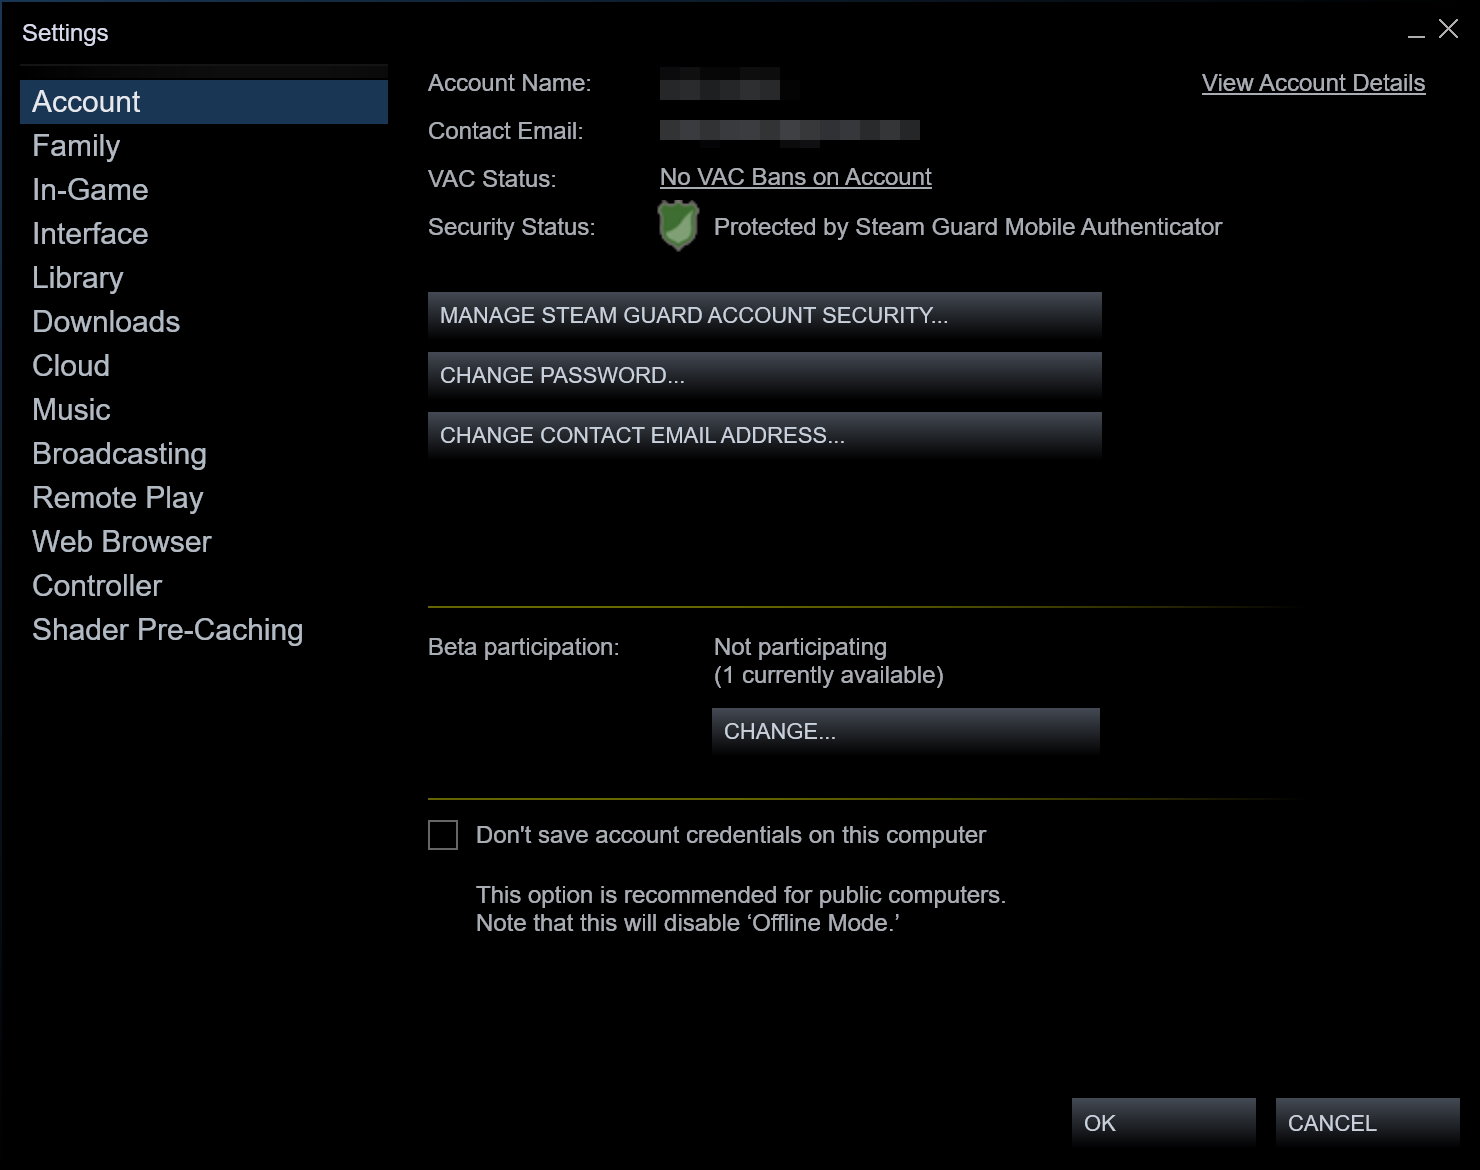 Settings
Account
Family
In-Game
Interface
Library
Downloads
Cloud
Music
Broadcasting
Remote Play
Web Browser
Controller
Shader Pre-Caching
Account Name:
View Account Details
Contact Email:
VAC Status: No VAC Bans on Account
Security Status: Protected by Steam Guard Mobile Authenticator
MANAGE STEAM GUARD ACCOUNT SECURITY...
CHANGE PASSWORD...
CHANGE CONTACT EMAIL ADDRESS...
Beta participation: Not participating
(1 currently available)
CHANGE...
Don't save account credentials on this computer
This option is recommended for public computers.
Note that this will disable ‘Offline Mode.’
OK
CANCEL